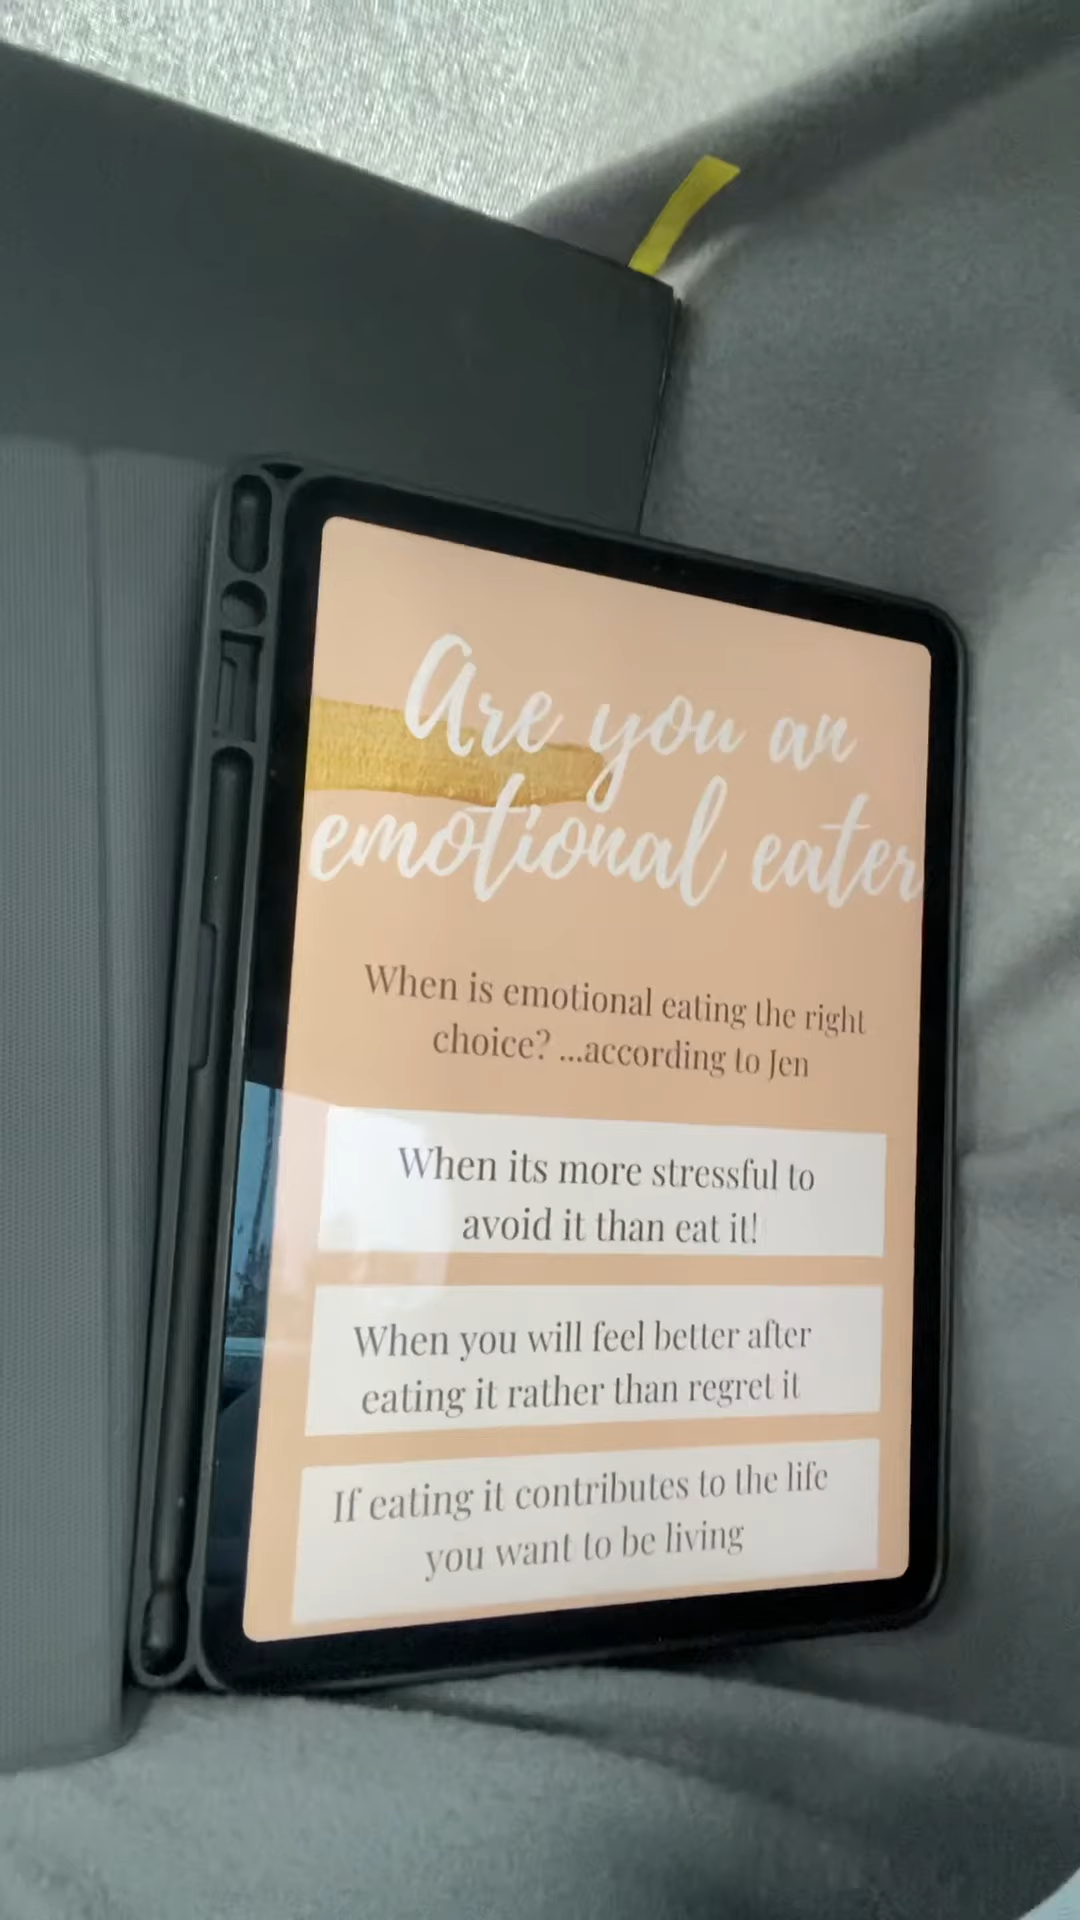 Are you an
emotional eater
When is emotional eating the right
choice? ...according to Jen
When its more stressful to
avoid it than eat it!
When you will feel better after
eating it rather than regret it
If eating it contributes to the life
you want to be living